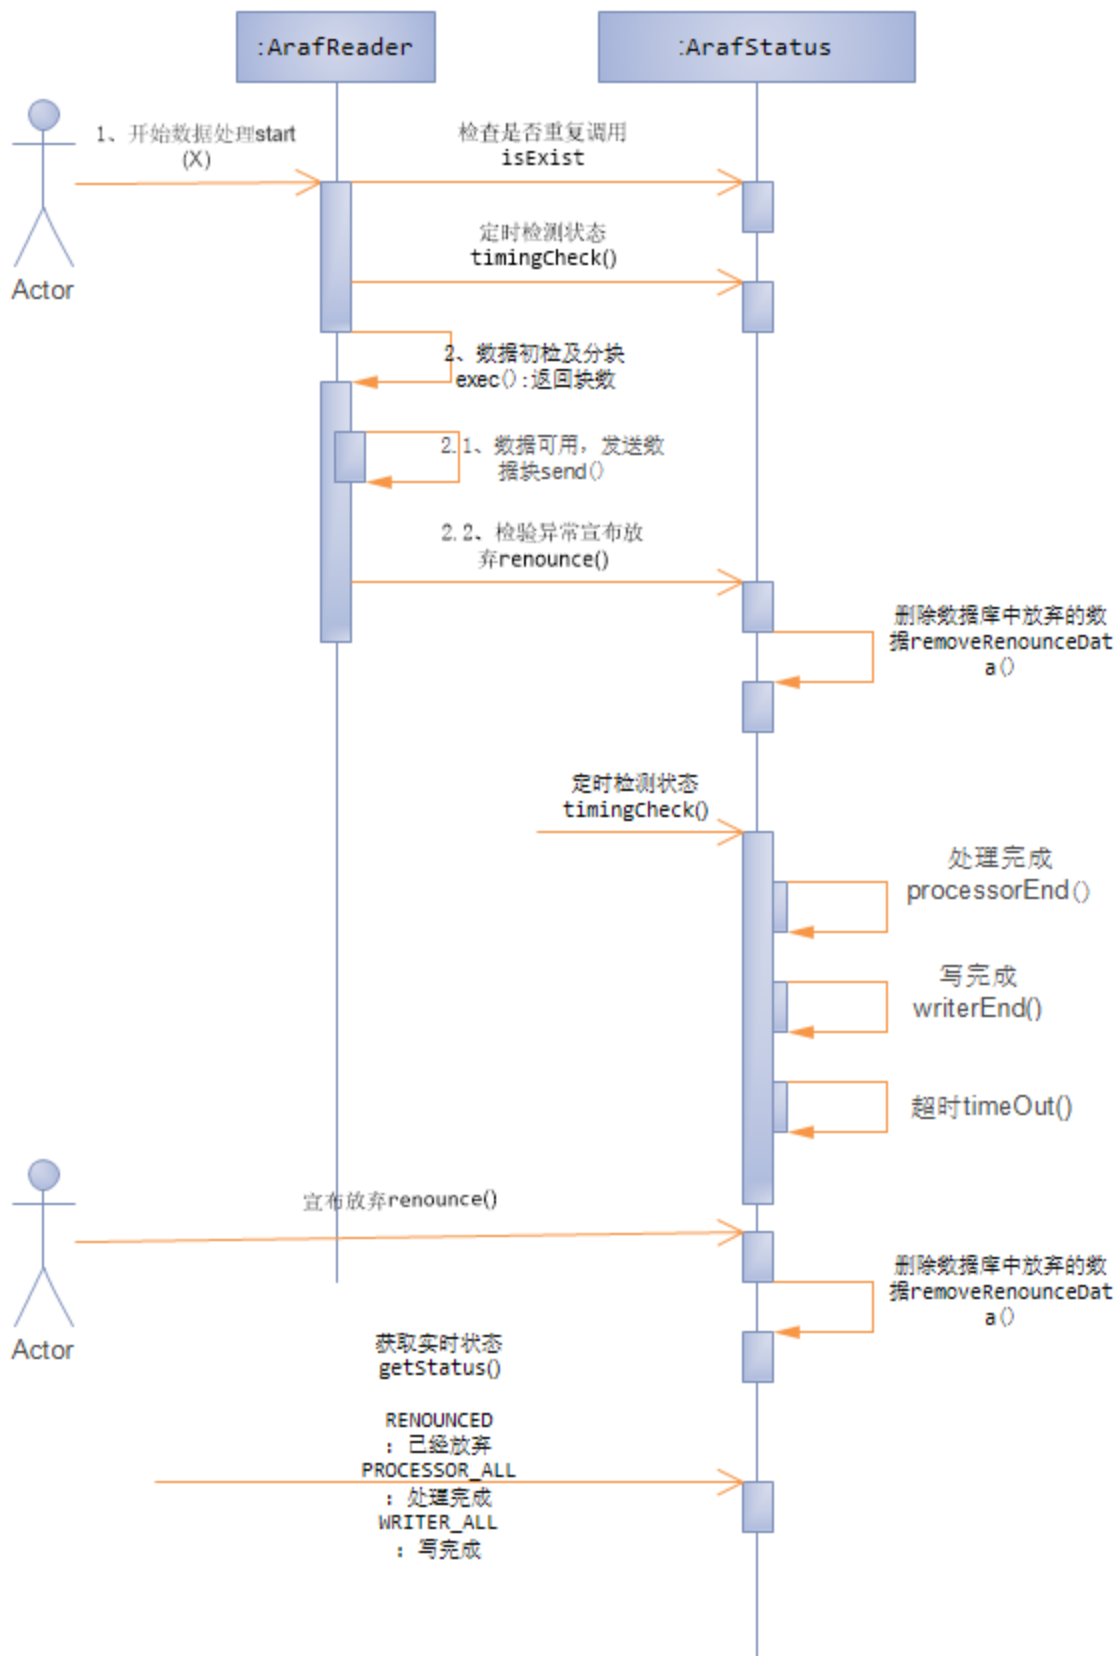 :ArafReader
:ArafStatus
1、开始数据处理start
(X)
检查是否重复调用
isExist
定时检测状态
timingCheck()
Actor
2、数据初检及分块
exec():返回块数
2.1、数据可用，发送数
据块send()
2.2、检验异常宣布放
弃renounce()
删除数据库中放弃的数
据removeRenounceDat
a()
定时检测状态
timingCheck()
处理完成
processorEnd()
写完成
writerEnd()
超时timeOut()
宣布放弃renounce()
删除数据库中放弃的数
据removeRenounceDat
a()
Actor
获取实时状态
getStatus()
RENOUNCED
：已经放弃
PROCESSOR_ALL
：处理完成
WRITER_ALL
：写完成